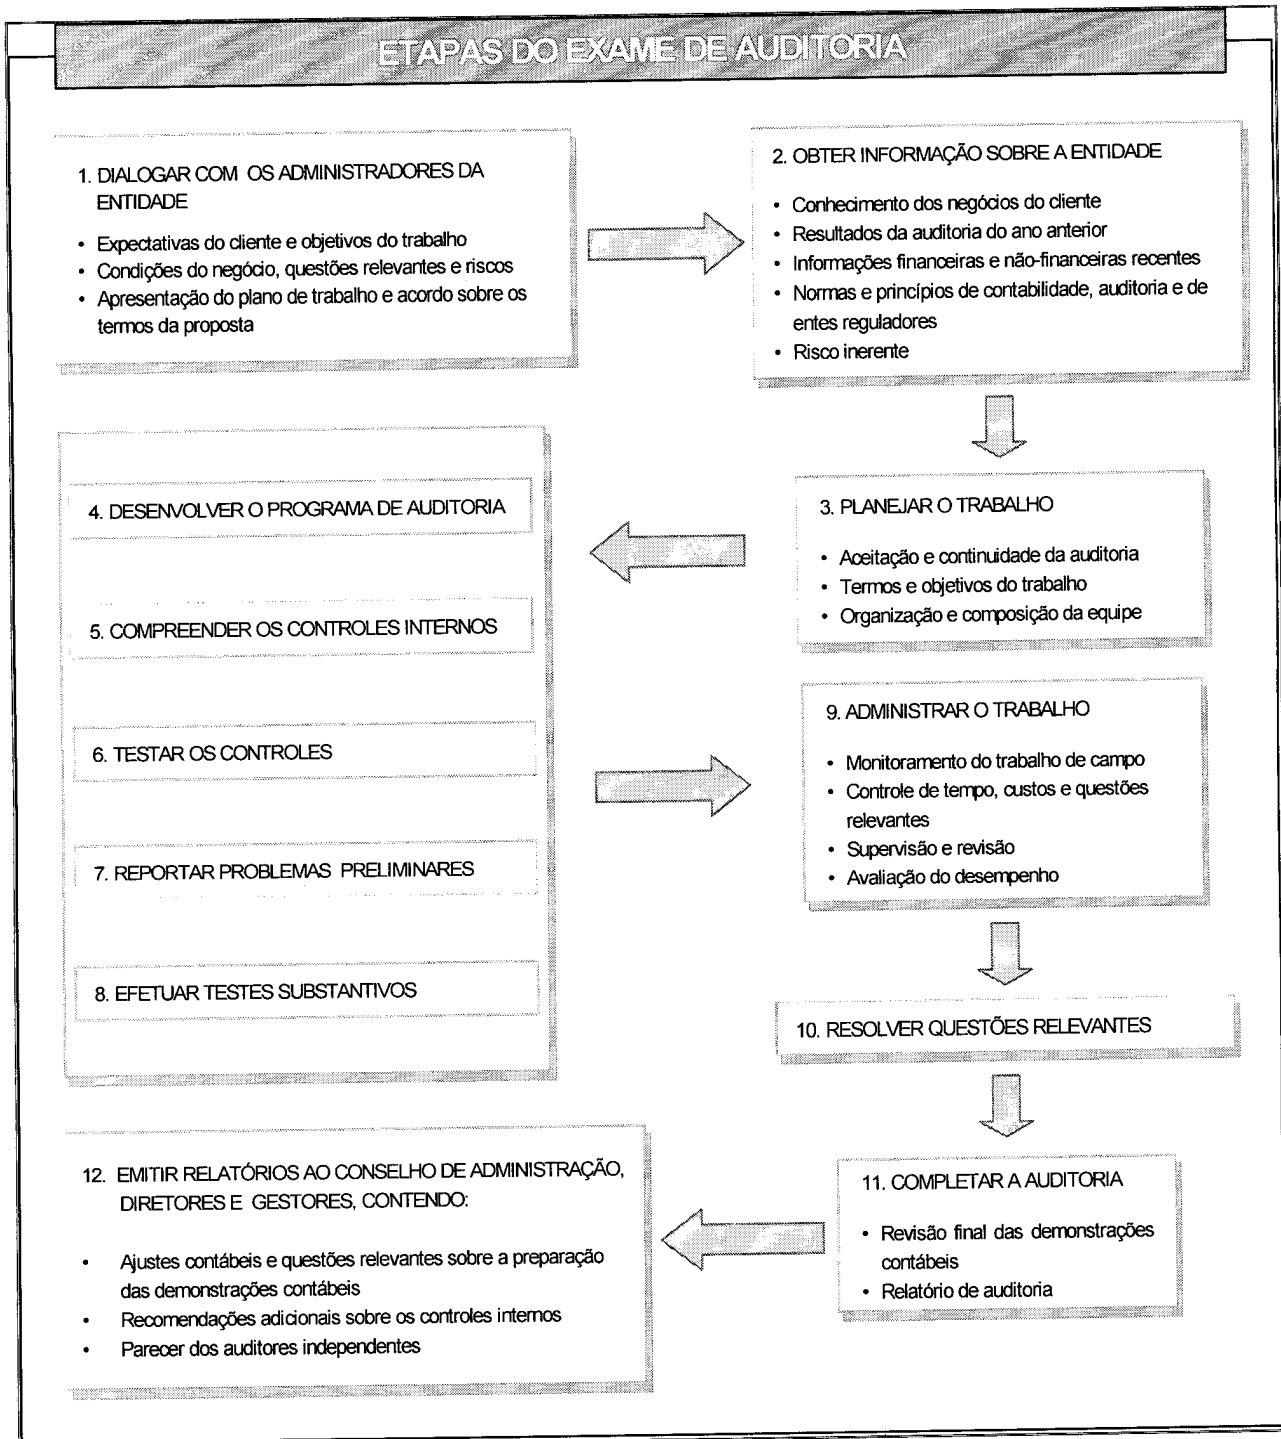 ETAPAS DO EXAME DE AUDITORIA
1. DIALOGAR COM OS ADMINISTRADORES DA
ENTIDADE
• Expectativas do cliente e objetivos do trabalho
• Condições do negócio, questões relevantes e riscos
• Apresentação do plano de trabalho e acordo sobre os
termos da proposta
2. OBTER INFORMAÇÃO SOBRE A ENTIDADE
• Conhecimento dos negócios do cliente
• Resultados da auditoria do ano anterior
• Informações financeiras e não-financeiras recentes
• Normas e princípios de contabilidade, auditoria e de
entes reguladores
• Risco inerente
3. PLANEJAR O TRABALHO
• Aceitação e continuidade da auditoria
• Termos e objetivos do trabalho
• Organização e composição da equipe
4. DESENVOLVER O PROGRAMA DE AUDITORIA
5. COMPREENDER OS CONTROLES INTERNOS
6. TESTAR OS CONTROLES
7. REPORTAR PROBLEMAS PRELIMINARES
8. EFETUAR TESTES SUBSTANTIVOS
9. ADMINISTRAR O TRABALHO
• Monitoramento do trabalho de campo
• Controle de tempo, custos e questões
relevantes
• Supervisão e revisão
• Avaliação do desempenho
10. RESOLVER QUESTÕES RELEVANTES
11. COMPLETAR A AUDITORIA
• Revisão final das demonstrações
contábeis
• Relatório de auditoria
12. EMITIR RELATÓRIOS AO CONSELHO DE ADMINISTRAÇÃO,
DIRETORES E GESTORES, CONTENDO:
• Ajustes contábeis e questões relevantes sobre a preparação
das demonstrações contábeis
• Recomendações adicionais sobre os controles internos
• Parecer dos auditores independentes